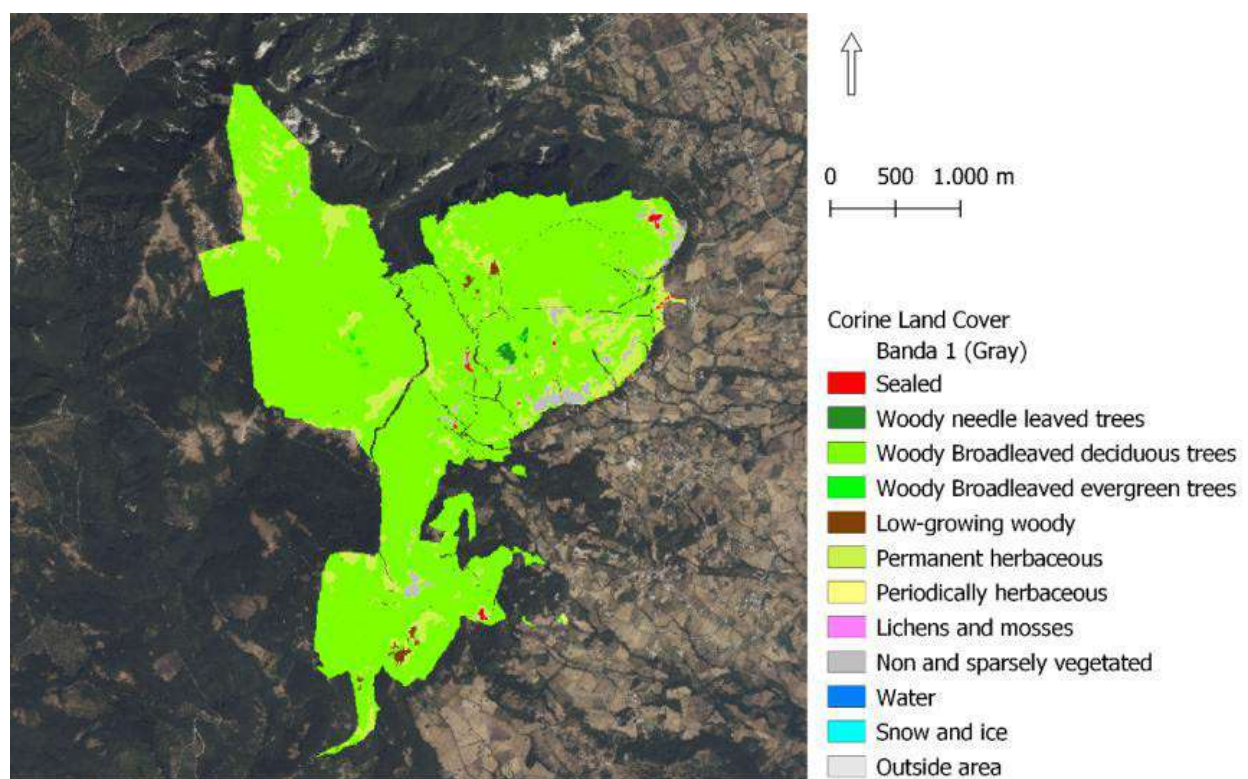 0 500 1.000 m
Corine Land Cover
Banda 1 (Gray)
Sealed
Woody needle leaved trees
Woody Broadleaved deciduous trees
Woody Broadleaved evergreen trees
Low-growing woody
Permanent herbaceous
Periodically herbaceous
Lichens and mosses
Non and sparsely vegetated
Water
Snow and ice
Outside area